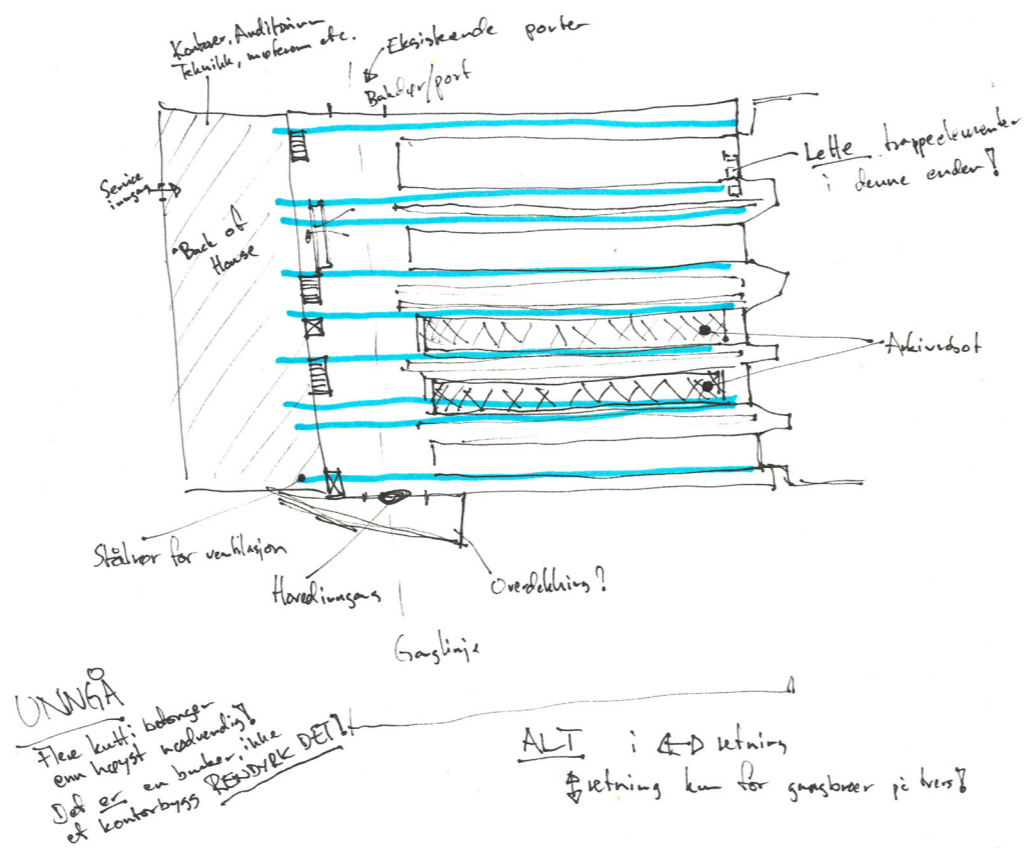 Kontorer, Auditorium
Teknikk, møterom etc.
Eksisterende porter
Bakdør/port
Lette trappeelementer
i denne enden!
Service
inngang
Back of
House
Arkivrobot
Stålrør for ventilasjon
Hovedinngang
Overdekking?
Ganglinje
UNNGÅ
Flere kutt i betongen
enn høyst nødvendig!
Det er en bunker ikke
et kontorbygg RENDYRK DET!
ALT i ↔ retning
↕ retning kun for gangbroer på tvers!